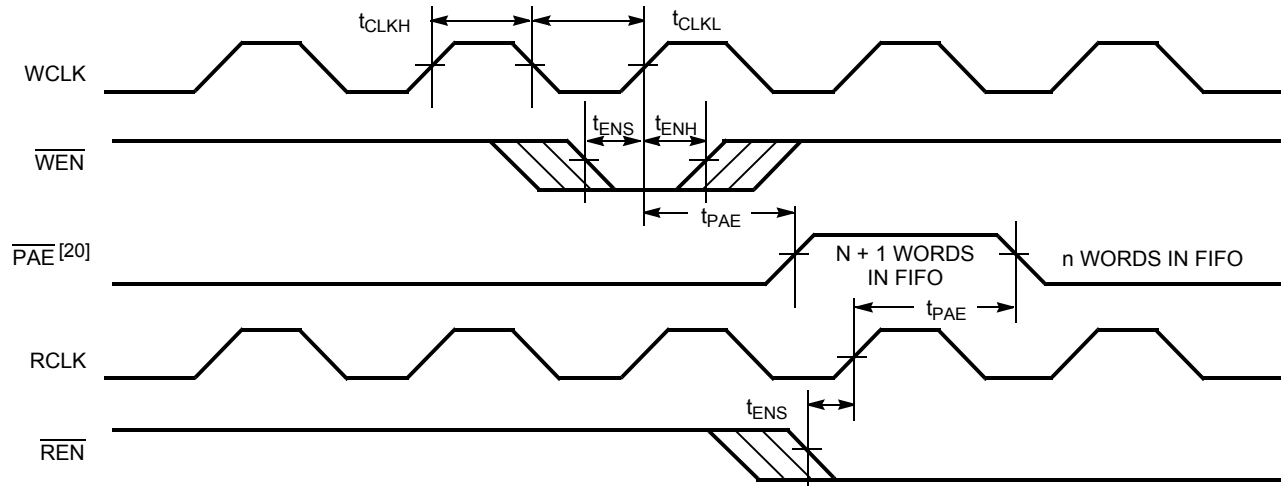 tCLKH
tCLKL
WCLK
tENS
tENH
WEN
tPAE
PAE [20]
N + 1 WORDS
IN FIFO
n WORDS IN FIFO
tPAE
RCLK
tENS
REN